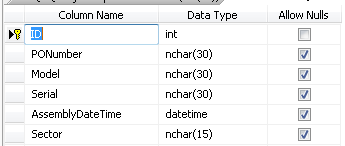 Column Name Data Type Allow Nulls
ID int
PONumber nchar(30)
Model nchar(30)
Serial nchar(30)
AssemblyDateTime datetime
Sector nchar(15)